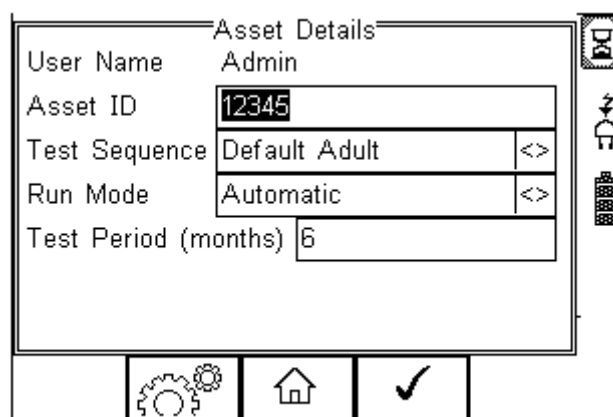 Asset Details
User Name Admin
Asset ID 12345
Test Sequence Default Adult <>
Run Mode Automatic <>
Test Period (months) 6